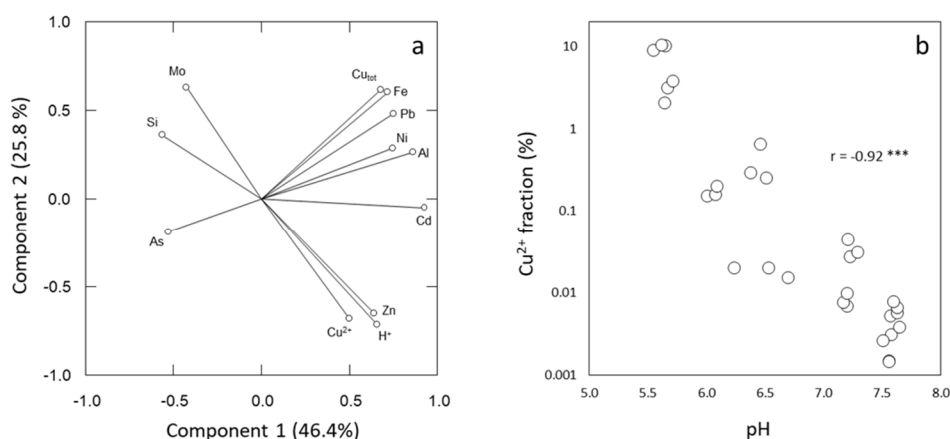 1.0
0.5
0.0
-0.5
-1.0
-1.0 -0.5 0.0 0.5 1.0
Component 2 (25.8 %)
Component 1 (46.4%)
a
Mo
Si
As
Cu_tot
Fe
Pb
Ni
Al
Cd
Zn
H⁺
Cu²⁺
10
1
0.1
0.01
0.001
5.0 5.5 6.0 6.5 7.0 7.5 8.0
Cu²⁺ fraction (%)
pH
b
r = -0.92 ***